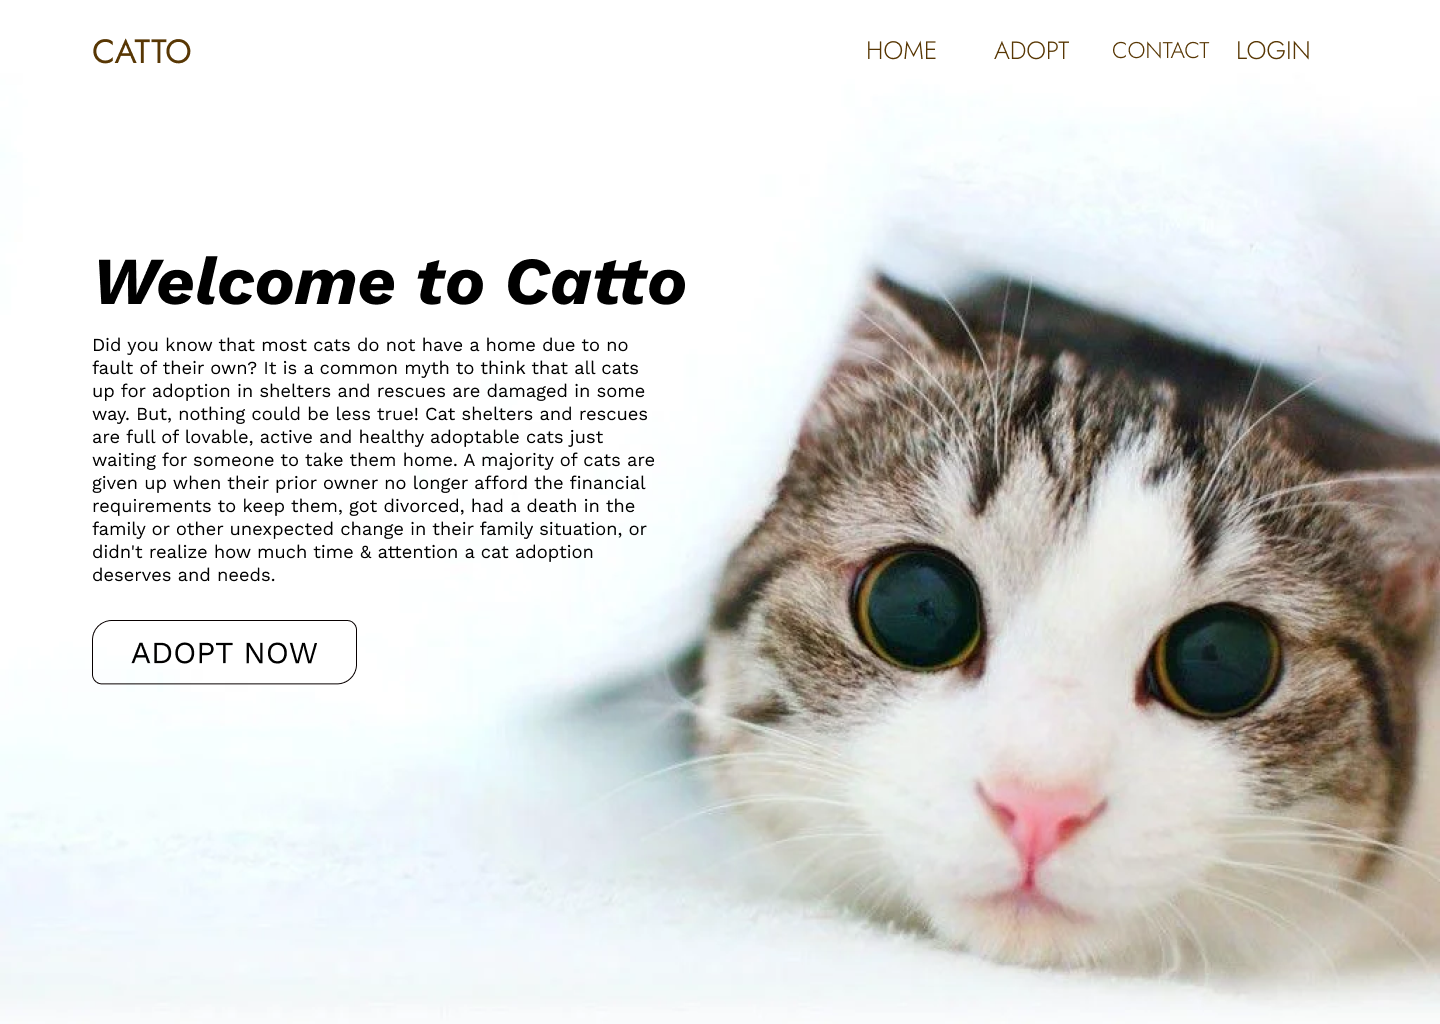 CATTO
HOME ADOPT CONTACT LOGIN
Welcome to Catto
Did you know that most cats do not have a home due to no
fault of their own? It is a common myth to think that all cats
up for adoption in shelters and rescues are damaged in some
way. But, nothing could be less true! Cat shelters and rescues
are full of lovable, active and healthy adoptable cats just
waiting for someone to take them home. A majority of cats are
given up when their prior owner no longer afford the financial
requirements to keep them, got divorced, had a death in the
family or other unexpected change in their family situation, or
didn't realize how much time & attention a cat adoption
deserves and needs.
ADOPT NOW